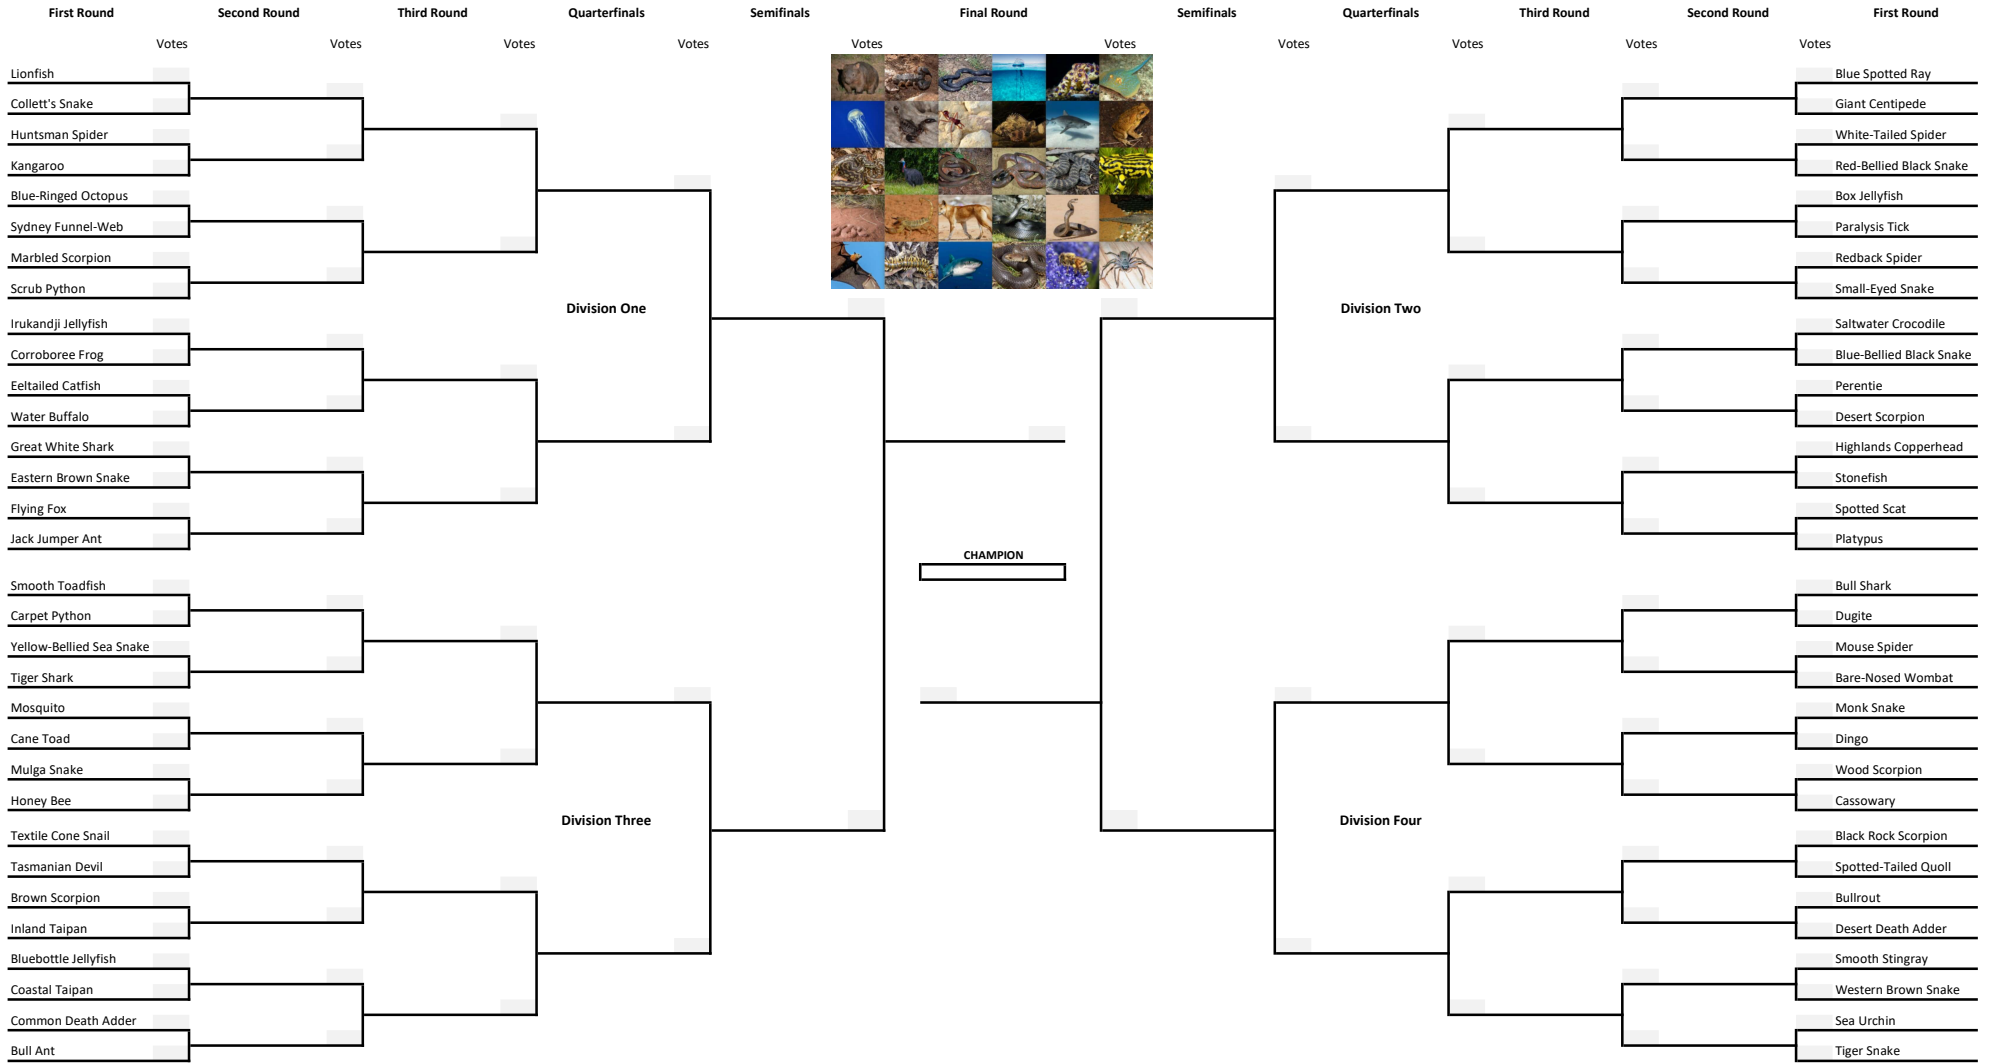 First Round
Second Round
Third Round
Quarterfinals
Semifinals
Final Round
Semifinals
Quarterfinals
Third Round
Second Round
First Round
Votes
Votes
Votes
Votes
Votes
Votes
Votes
Votes
Votes
Votes
Lionfish
Collett's Snake
Huntsman Spider
Kangaroo
Blue-Ringed Octopus
Sydney Funnel-Web
Marbled Scorpion
Scrub Python
Division One
Irukandji Jellyfish
Corroboree Frog
Eeltailed Catfish
Water Buffalo
Great White Shark
Eastern Brown Snake
Flying Fox
Jack Jumper Ant
Smooth Toadfish
Carpet Python
Yellow-Bellied Sea Snake
Tiger Shark
Mosquito
Cane Toad
Mulga Snake
Honey Bee
Division Three
Textile Cone Snail
Tasmanian Devil
Brown Scorpion
Inland Taipan
Bluebottle Jellyfish
Coastal Taipan
Common Death Adder
Bull Ant
CHAMPION
Blue Spotted Ray
Giant Centipede
White-Tailed Spider
Red-Bellied Black Snake
Box Jellyfish
Paralysis Tick
Redback Spider
Small-Eyed Snake
Division Two
Saltwater Crocodile
Blue-Bellied Black Snake
Perentie
Desert Scorpion
Highlands Copperhead
Stonefish
Spotted Scat
Platypus
Bull Shark
Dugite
Mouse Spider
Bare-Nosed Wombat
Monk Snake
Dingo
Wood Scorpion
Cassowary
Division Four
Black Rock Scorpion
Spotted-Tailed Quoll
Bullrout
Desert Death Adder
Smooth Stingray
Western Brown Snake
Sea Urchin
Tiger Snake